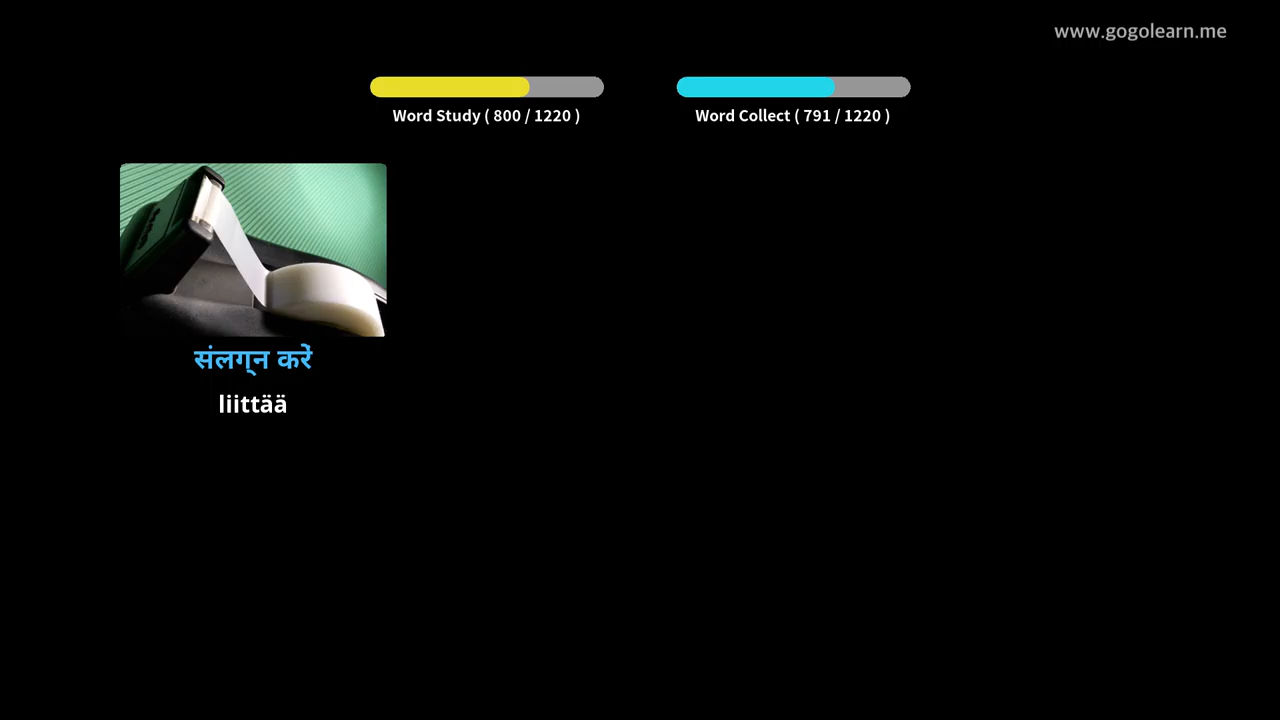 www.gogolearn.me
Word Study ( 800 / 1220 )
Word Collect ( 791 / 1220 )
संलग्न करें
liittää